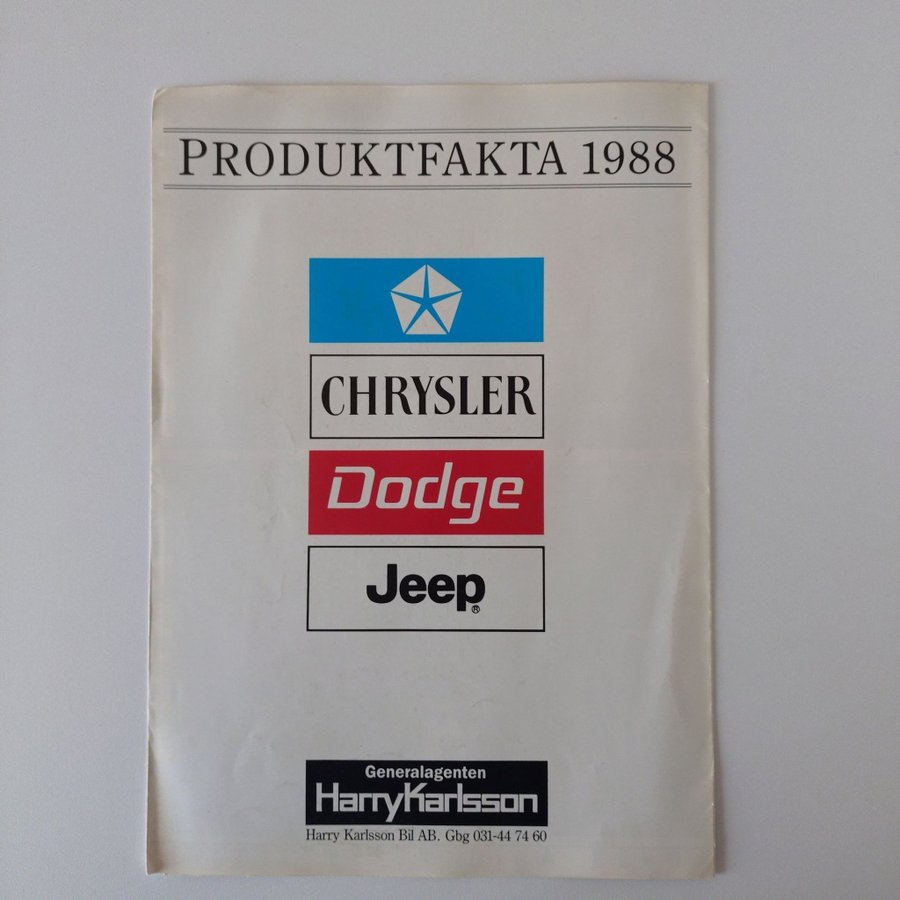 PRODUKTFAKTA 1988
CHRYSLER
Dodge
Jeep®
Generalagenten
HarryKarlsson
Harry Karlsson Bil AB. Gbg 031-44 74 60